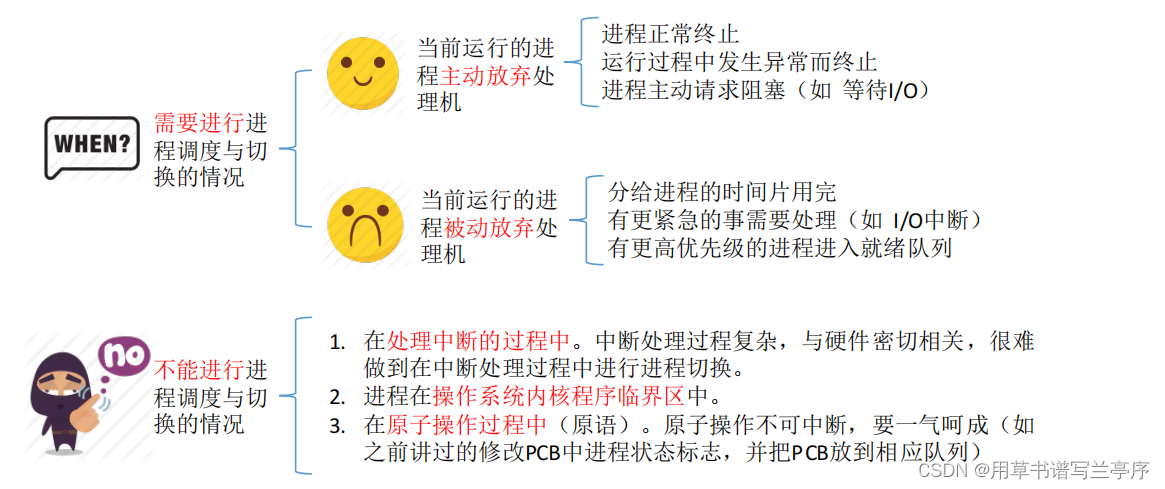 WHEN?
需要进行进
程调度与切
换的情况
当前运行的进
程主动放弃处
理机
进程正常终止
运行过程中发生异常而终止
进程主动请求阻塞（如 等待I/O）
当前运行的进
程被动放弃处
理机
分给进程的时间片用完
有更紧急的事需要处理（如 I/O中断）
有更高优先级的进程进入就绪队列
no
不能进行进
程调度与切
换的情况
1. 在处理中断的过程中。中断处理过程复杂，与硬件密切相关，很难
做到在中断处理过程中进行进程切换。
2. 进程在操作系统内核程序临界区中。
3. 在原子操作过程中（原语）。原子操作不可中断，要一气呵成（如
之前讲过的修改PCB中进程状态标志，并把PCB放到相应队列）
CSDN @用草书谱写兰亭序